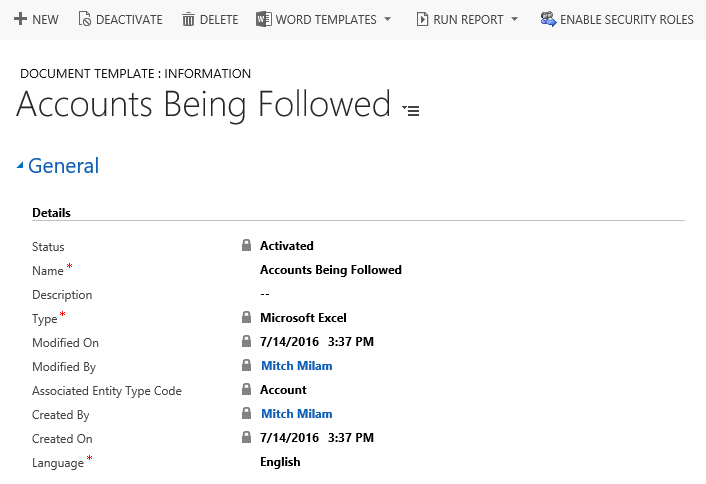 NEW DEACTIVATE DELETE WORD TEMPLATES RUN REPORT ENABLE SECURITY ROLES
DOCUMENT TEMPLATE : INFORMATION
Accounts Being Followed
General
Details
Status Activated
Name* Accounts Being Followed
Description --
Type* Microsoft Excel
Modified On 7/14/2016 3:37 PM
Modified By Mitch Milam
Associated Entity Type Code Account
Created By Mitch Milam
Created On 7/14/2016 3:37 PM
Language* English